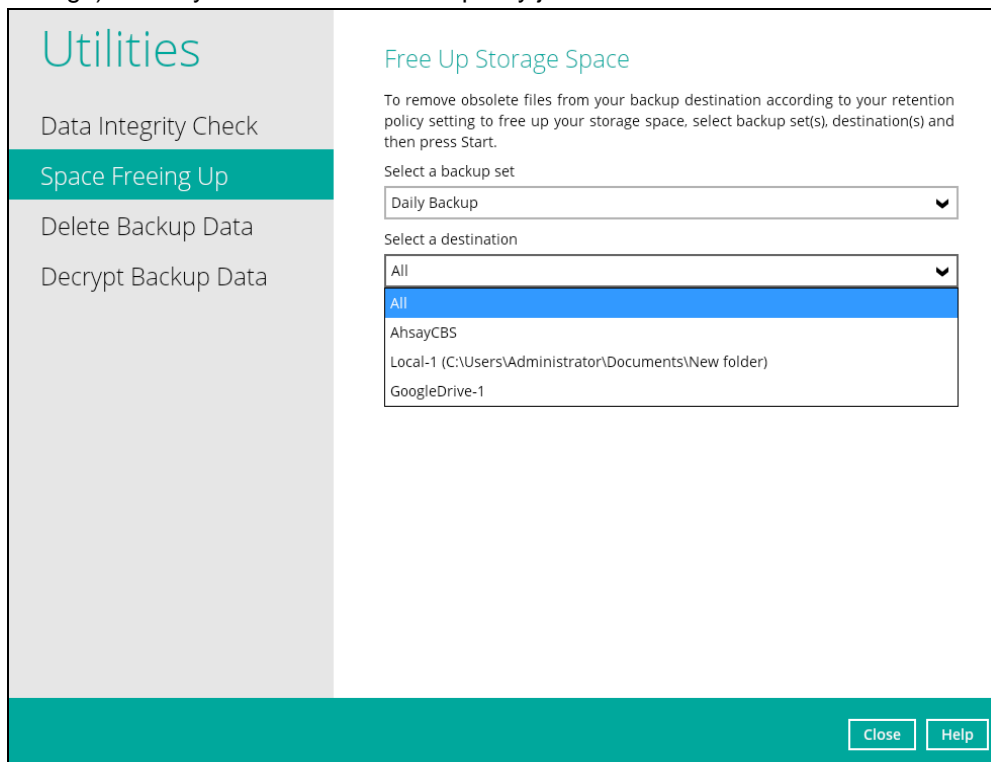 Utilities
Data Integrity Check
Space Freeing Up
Delete Backup Data
Decrypt Backup Data
Free Up Storage Space
To remove obsolete files from your backup destination according to your retention
policy setting to free up your storage space, select backup set(s), destination(s) and
then press Start.
Select a backup set
Daily Backup
Select a destination
All
All
AhsayCBS
Local-1 (C:\Users\Administrator\Documents\New folder)
GoogleDrive-1
Close
Help